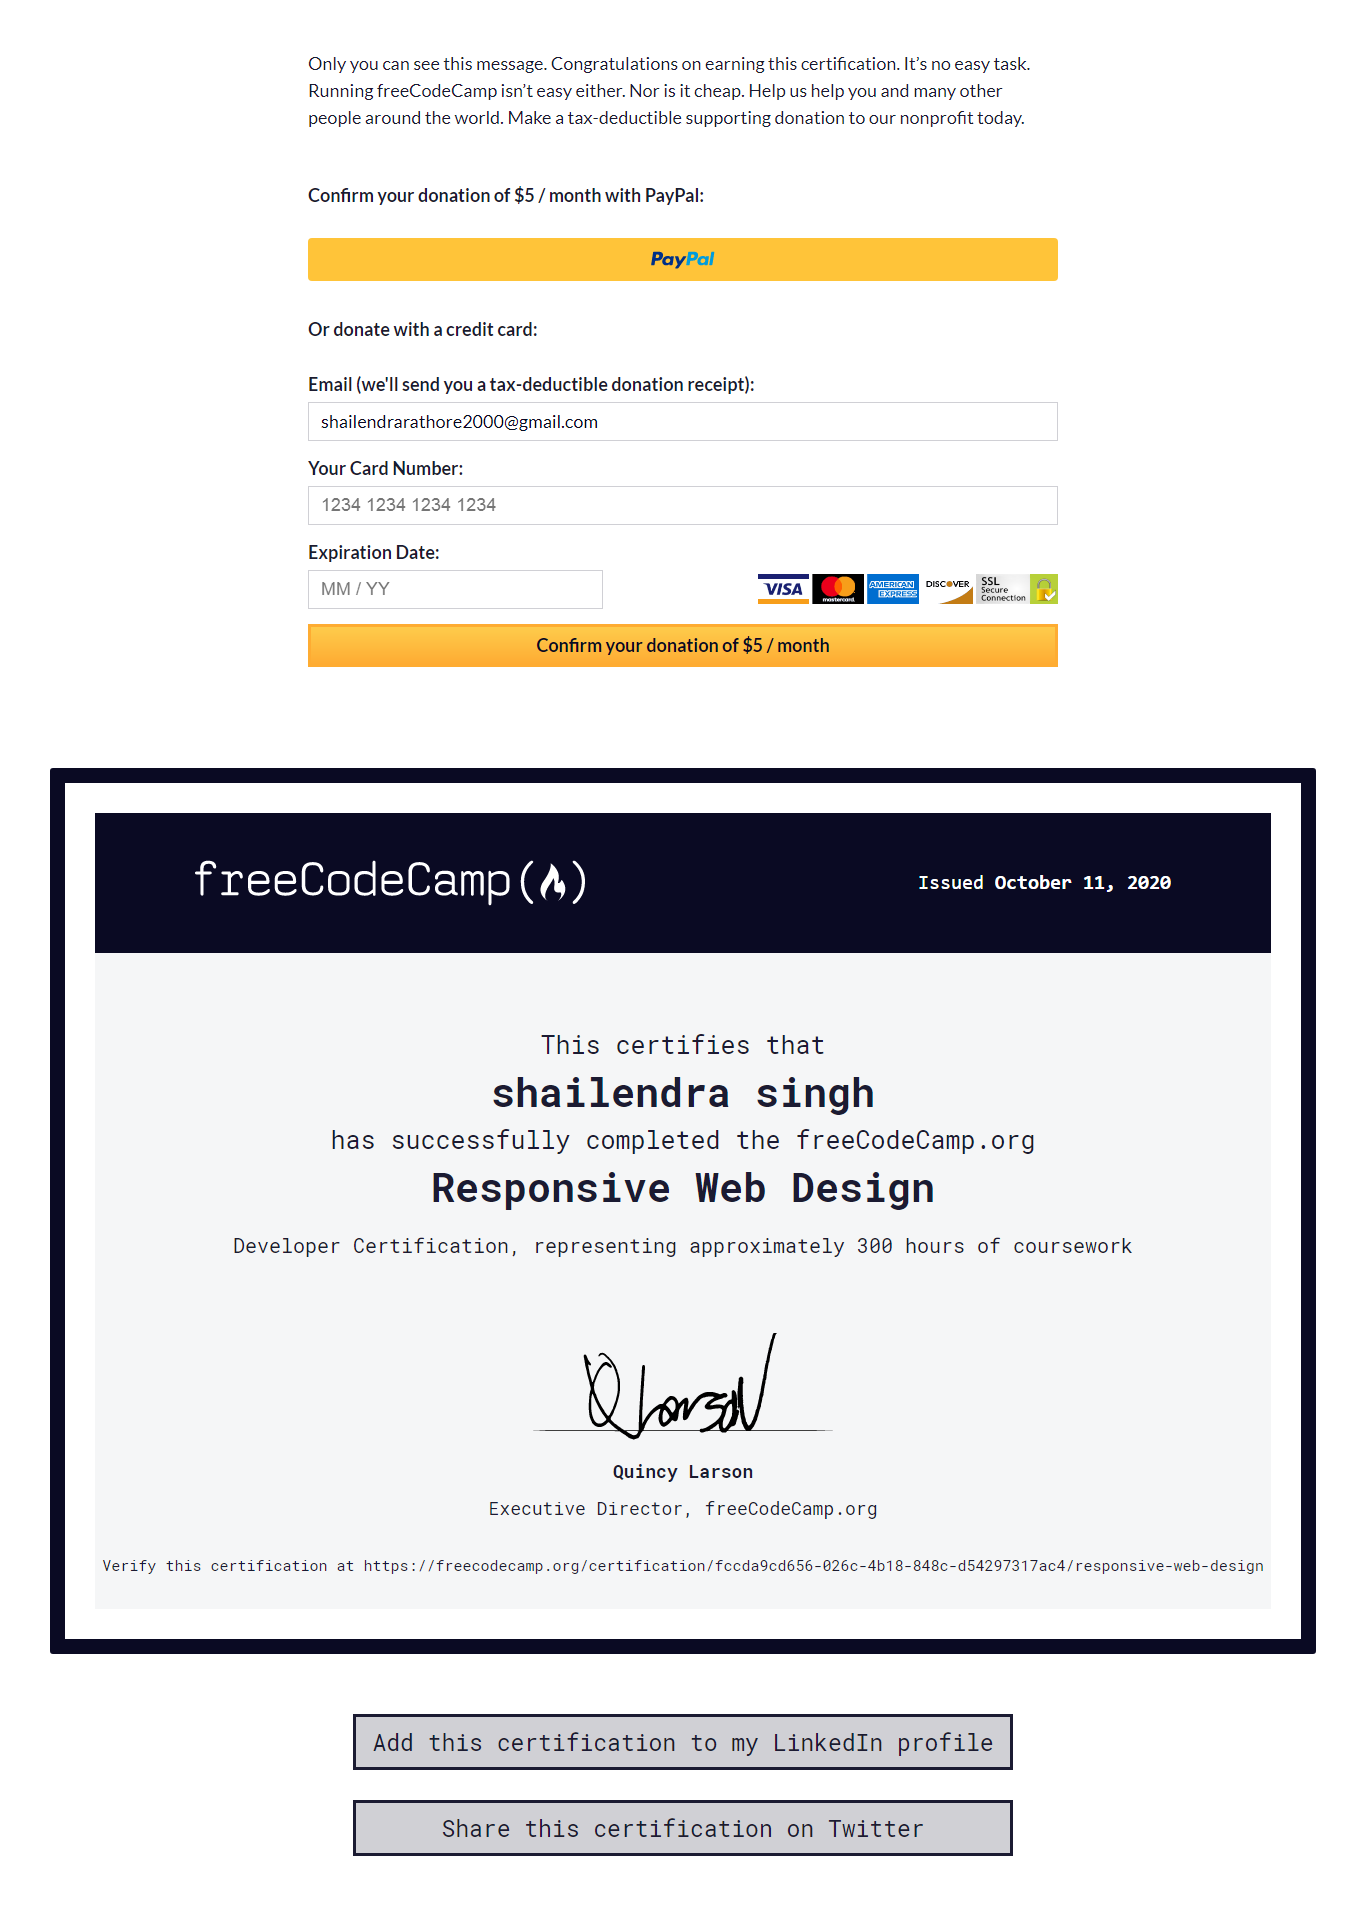 Only you can see this message. Congratulations on earning this certification. It’s no easy task.
Running freeCodeCamp isn’t easy either. Nor is it cheap. Help us help you and many other
people around the world. Make a tax-deductible supporting donation to our nonprofit today.
Confirm your donation of $5 / month with PayPal:
PayPal
Or donate with a credit card:
Email (we'll send you a tax-deductible donation receipt):
shailendrarathore2000@gmail.com
Your Card Number:
1234 1234 1234 1234
Expiration Date:
MM / YY
VISA mastercard AMERICAN EXPRESS DISCOVER SSL Secure Connection
Confirm your donation of $5 / month
freeCodeCamp( )
Issued October 11, 2020
This certifies that
shailendra singh
has successfully completed the freeCodeCamp.org
Responsive Web Design
Developer Certification, representing approximately 300 hours of coursework
Q Larson
Quincy Larson
Executive Director, freeCodeCamp.org
Verify this certification at https://freecodecamp.org/certification/fccda9cd656-026c-4b18-848c-d54297317ac4/responsive-web-design
Add this certification to my LinkedIn profile
Share this certification on Twitter